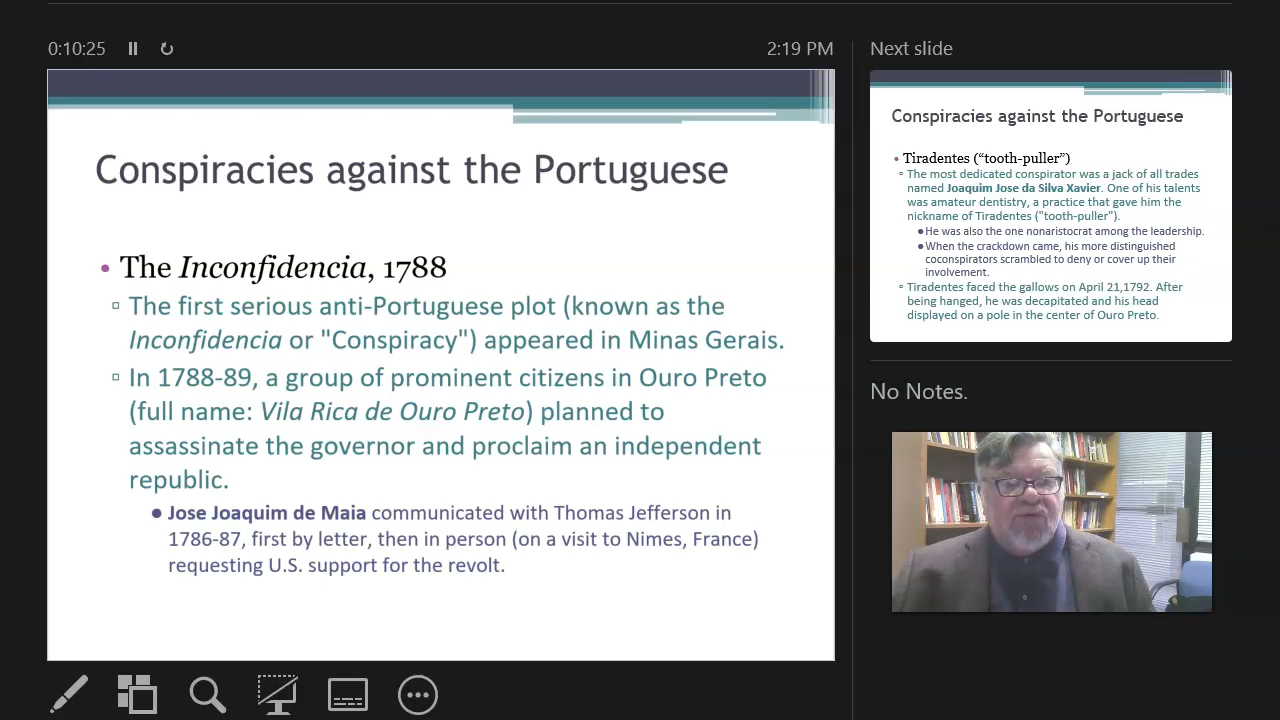 0:10:25
2:19 PM
Next slide
Conspiracies against the Portuguese
• The Inconfidencia, 1788
▫ The first serious anti-Portuguese plot (known as the
Inconfidencia or "Conspiracy") appeared in Minas Gerais.
▫ In 1788-89, a group of prominent citizens in Ouro Preto
(full name: Vila Rica de Ouro Preto) planned to
assassinate the governor and proclaim an independent
republic.
● Jose Joaquim de Maia communicated with Thomas Jefferson in
1786-87, first by letter, then in person (on a visit to Nimes, France)
requesting U.S. support for the revolt.
Conspiracies against the Portuguese
• Tiradentes (“tooth-puller”)
▫ The most dedicated conspirator was a jack of all trades
named Joaquim Jose da Silva Xavier. One of his talents
was amateur dentistry, a practice that gave him the
nickname of Tiradentes ("tooth-puller").
● He was also the one nonaristocrat among the leadership.
● When the crackdown came, his more distinguished
coconspirators scrambled to deny or cover up their
involvement.
▫ Tiradentes faced the gallows on April 21,1792. After
being hanged, he was decapitated and his head
displayed on a pole in the center of Ouro Preto.
No Notes.